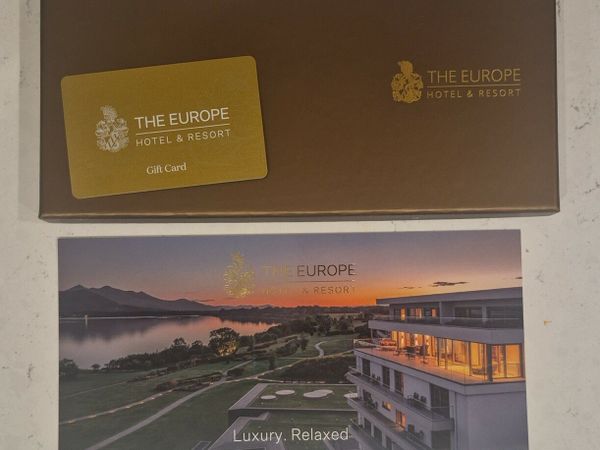 THE EUROPE
HOTEL & RESORT
THE EUROPE
HOTEL & RESORT
Gift Card
THE EUROPE
HOTEL & RESORT
Luxury. Relaxed